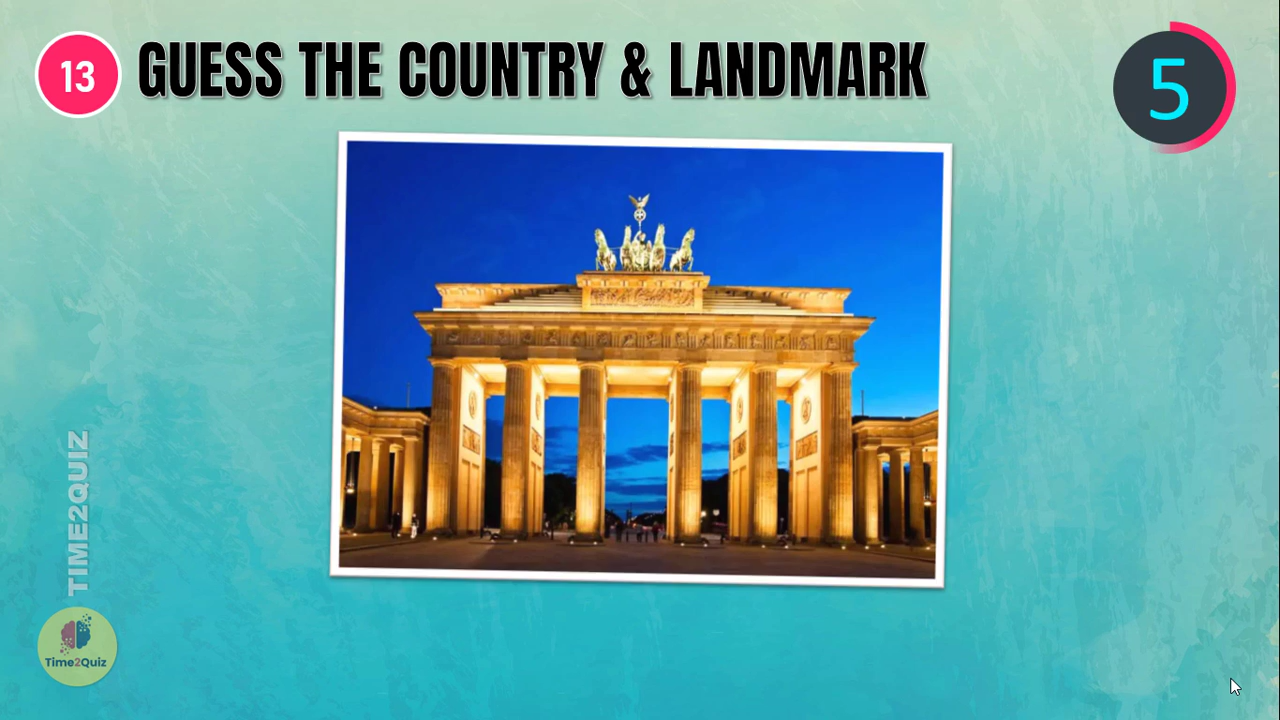 13
GUESS THE COUNTRY & LANDMARK
5
TIME2QUIZ
Time2Quiz